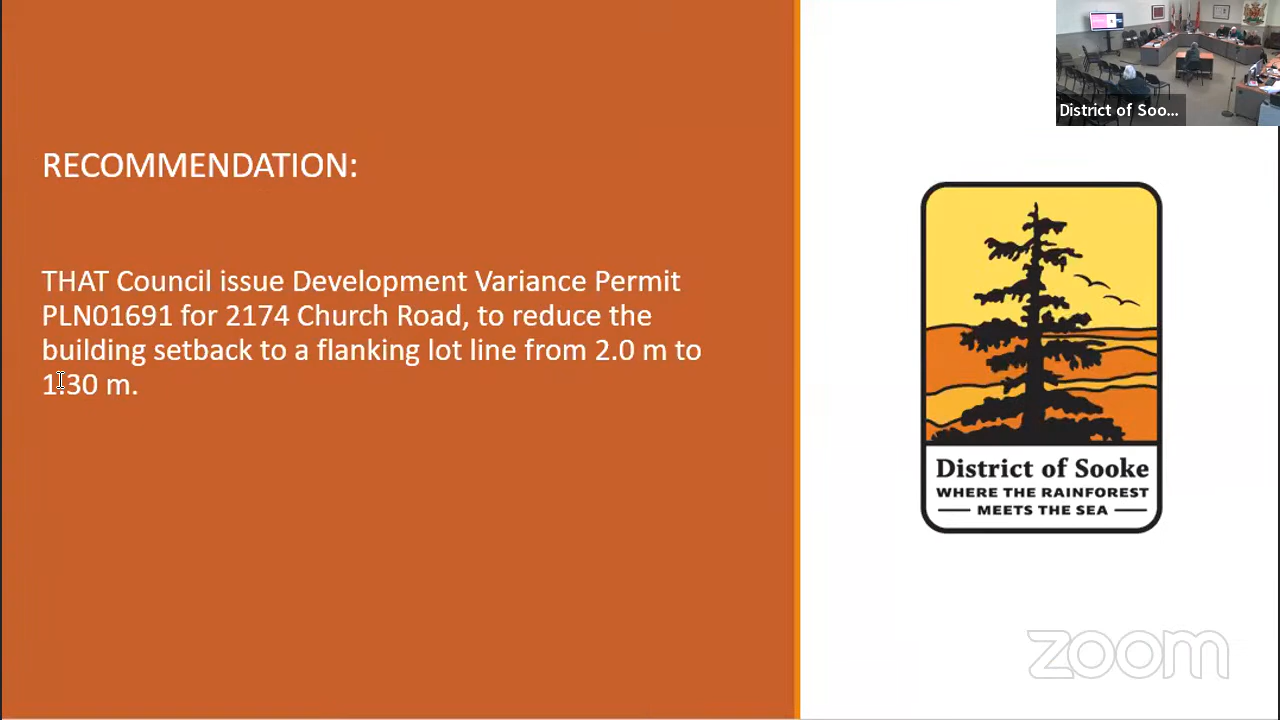 RECOMMENDATION:
THAT Council issue Development Variance Permit
PLN01691 for 2174 Church Road, to reduce the
building setback to a flanking lot line from 2.0 m to
1.30 m.
District of Soo...
District of Sooke
WHERE THE RAINFOREST
MEETS THE SEA
zoom